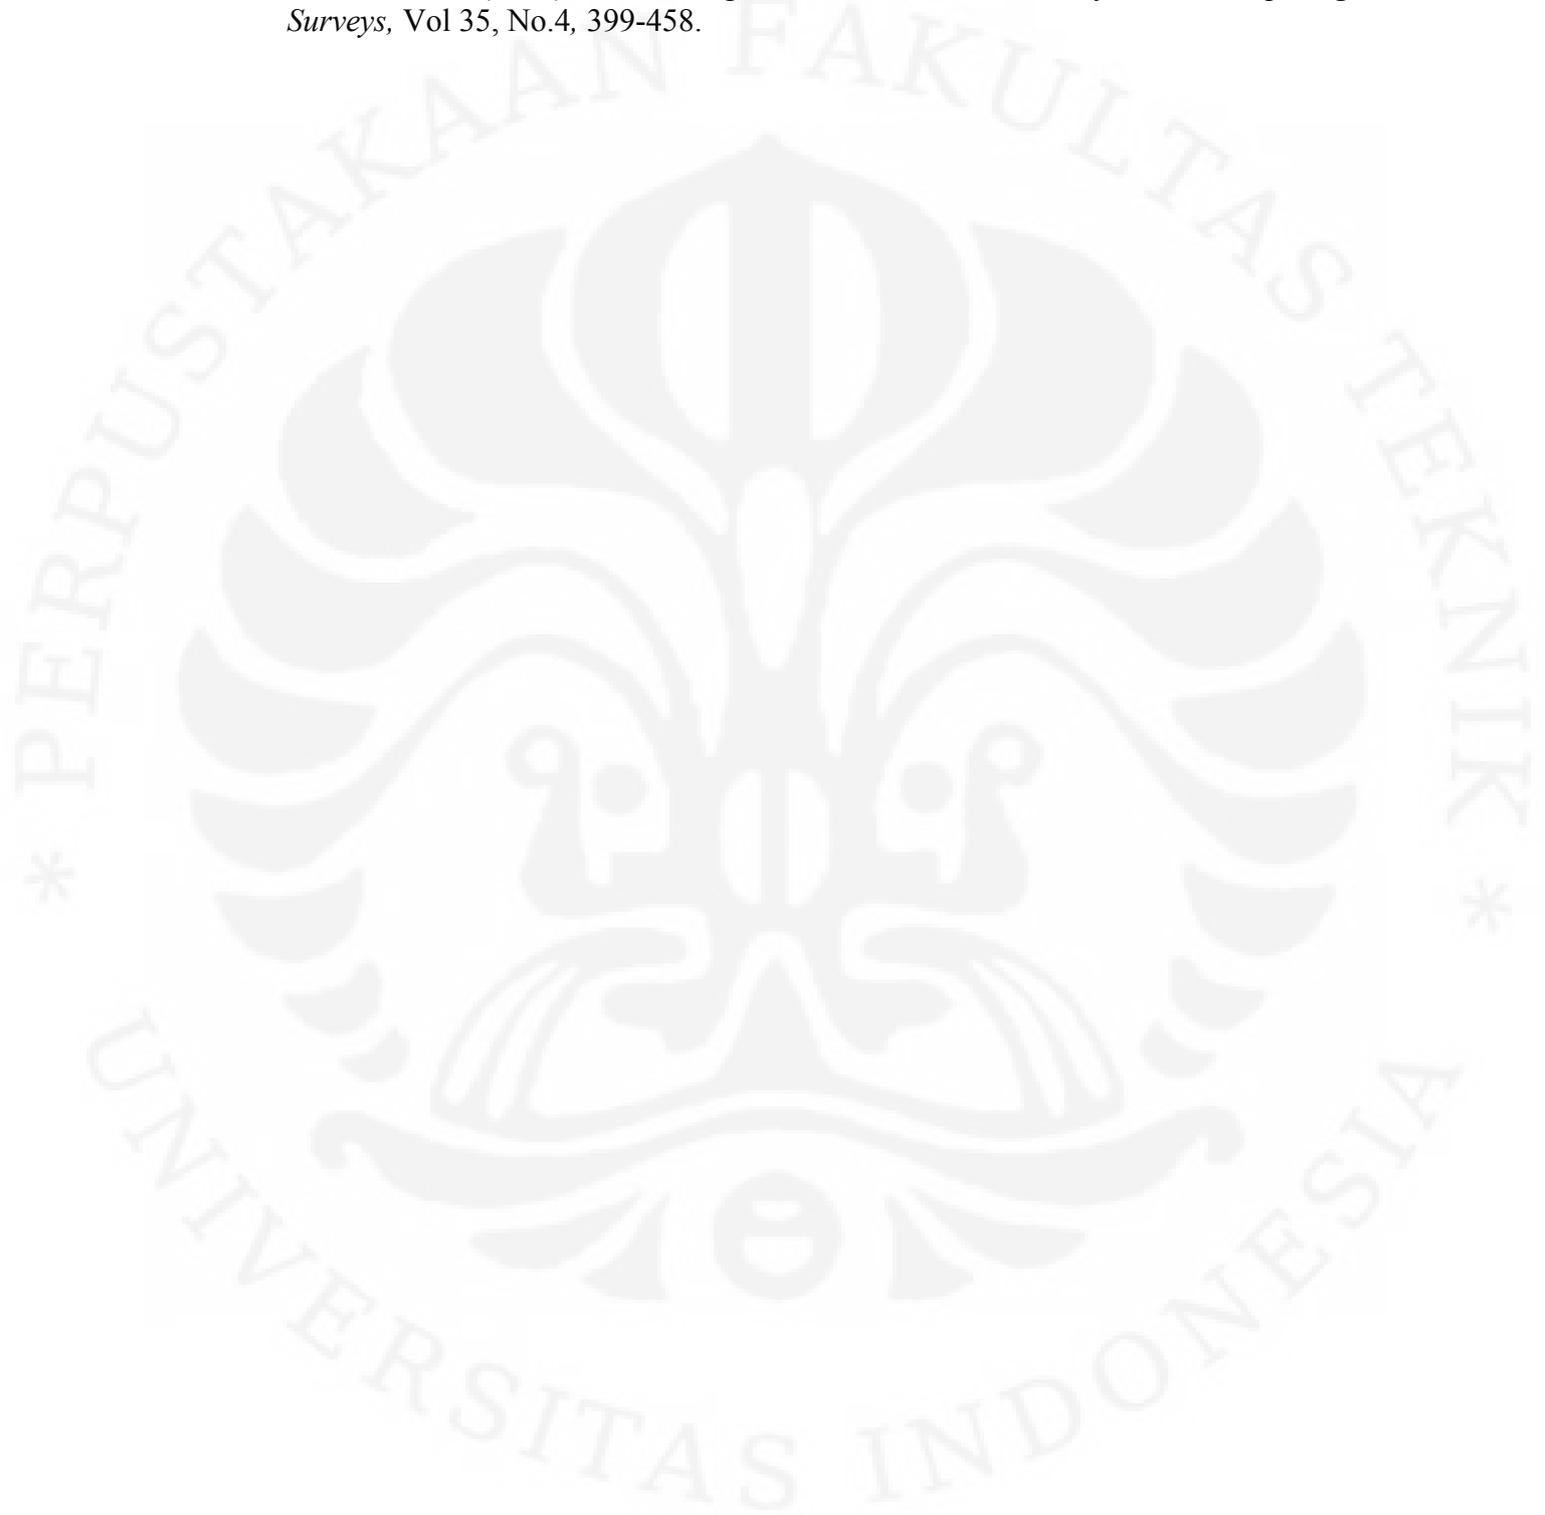 Surveys, Vol 35, No.4, 399-458.
PERPUSTAKAAN FAKULTAS TEKNIK
* UNIVERSITAS INDONESIA *